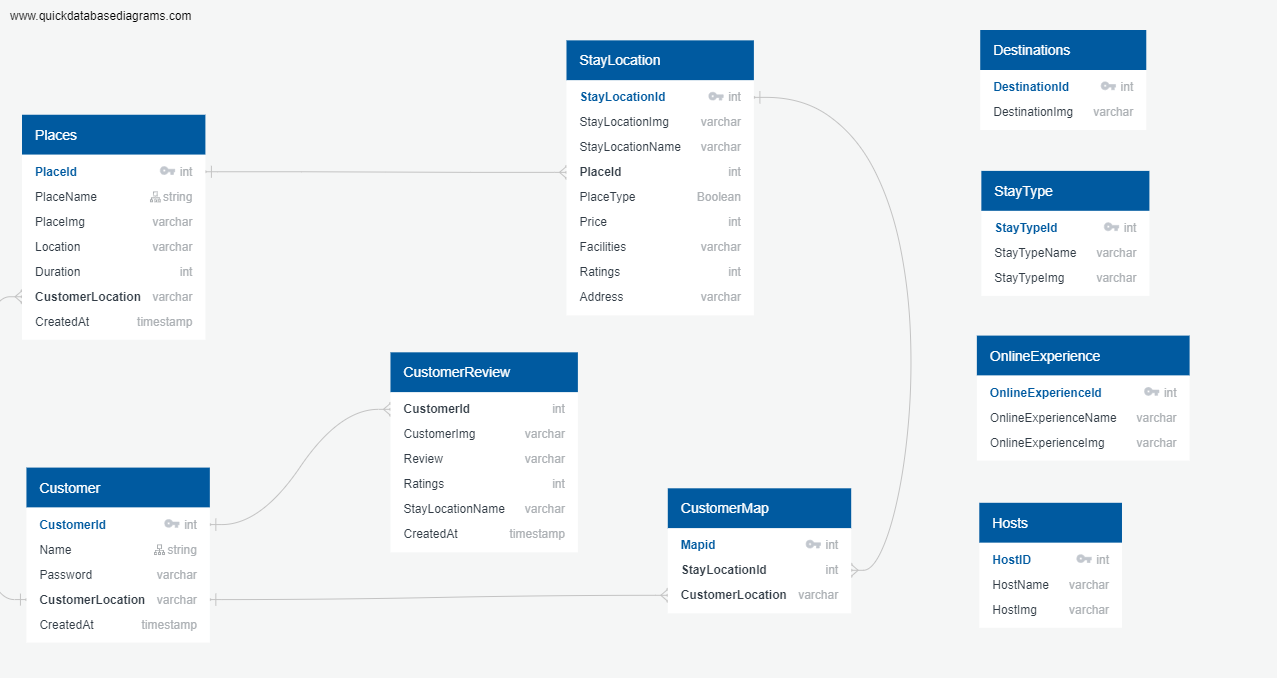 www.quickdatabasediagrams.com
Places
PlaceId int
PlaceName string
PlaceImg varchar
Location varchar
Duration int
CustomerLocation varchar
CreatedAt timestamp
StayLocation
StayLocationId int
StayLocationImg varchar
StayLocationName varchar
PlaceId int
PlaceType Boolean
Price int
Facilities varchar
Ratings int
Address varchar
Destinations
DestinationId int
DestinationImg varchar
StayType
StayTypeId int
StayTypeName varchar
StayTypeImg varchar
OnlineExperience
OnlineExperienceId int
OnlineExperienceName varchar
OnlineExperienceImg varchar
CustomerReview
CustomerId int
CustomerImg varchar
Review varchar
Ratings int
StayLocationName varchar
CreatedAt timestamp
Customer
CustomerId int
Name string
Password varchar
CustomerLocation varchar
CreatedAt timestamp
CustomerMap
Mapid int
StayLocationId int
CustomerLocation varchar
Hosts
HostID int
HostName varchar
HostImg varchar